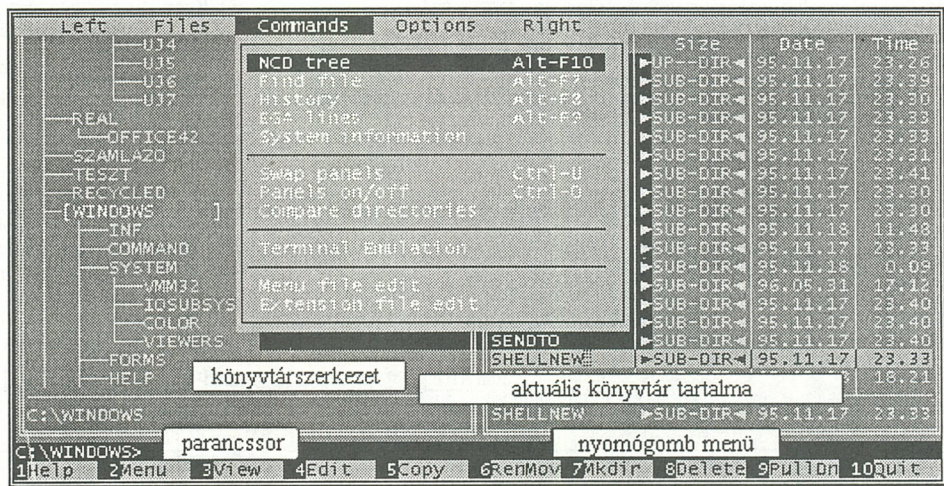 Left Files Commands Options Right
UJ4
UJ5
UJ6
UJ7
REAL
OFFICE42
SZAMLAZO
TESZT
RECYCLED
[WINDOWS ]
INF
COMMAND
SYSTEM
VMM32
IOSUBSYS
COLOR
VIEWERS
FORMS
HELP
C:\WINDOWS
NCD tree Alt-F10
Find file Alt-F7
History Alt-F8
EGA lines Alt-F9
System information
Swap panels Ctrl-U
Panels on/off Ctrl-O
Compare directories
Terminal Emulation
Menu file edit
Extension file edit
Size Date Time
►UP--DIR◄ 95.11.17 23.26
►SUB-DIR◄ 95.11.17 23.39
►SUB-DIR◄ 95.11.17 23.30
►SUB-DIR◄ 95.11.17 23.33
►SUB-DIR◄ 95.11.17 23.33
►SUB-DIR◄ 95.11.17 23.31
►SUB-DIR◄ 95.11.17 23.41
►SUB-DIR◄ 95.11.17 23.30
►SUB-DIR◄ 95.11.17 23.30
►SUB-DIR◄ 95.11.18 11.48
►SUB-DIR◄ 95.11.17 23.33
►SUB-DIR◄ 95.11.18 0.09
►SUB-DIR◄ 96.05.31 17.12
►SUB-DIR◄ 95.11.17 23.40
►SUB-DIR◄ 95.11.17 23.40
SENDTO ►SUB-DIR◄ 95.11.17 23.40
SHELLNEW ►SUB-DIR◄ 95.11.17 23.33
18.21
könyvtárszerkezet
aktuális könyvtár tartalma
SHELLNEW ►SUB-DIR◄ 95.11.17 23.33
parancssor
nyomógomb menü
C:\WINDOWS>
1Help 2Menu 3View 4Edit 5Copy 6RenMov 7Mkdir 8Delete 9PullDn 10Quit